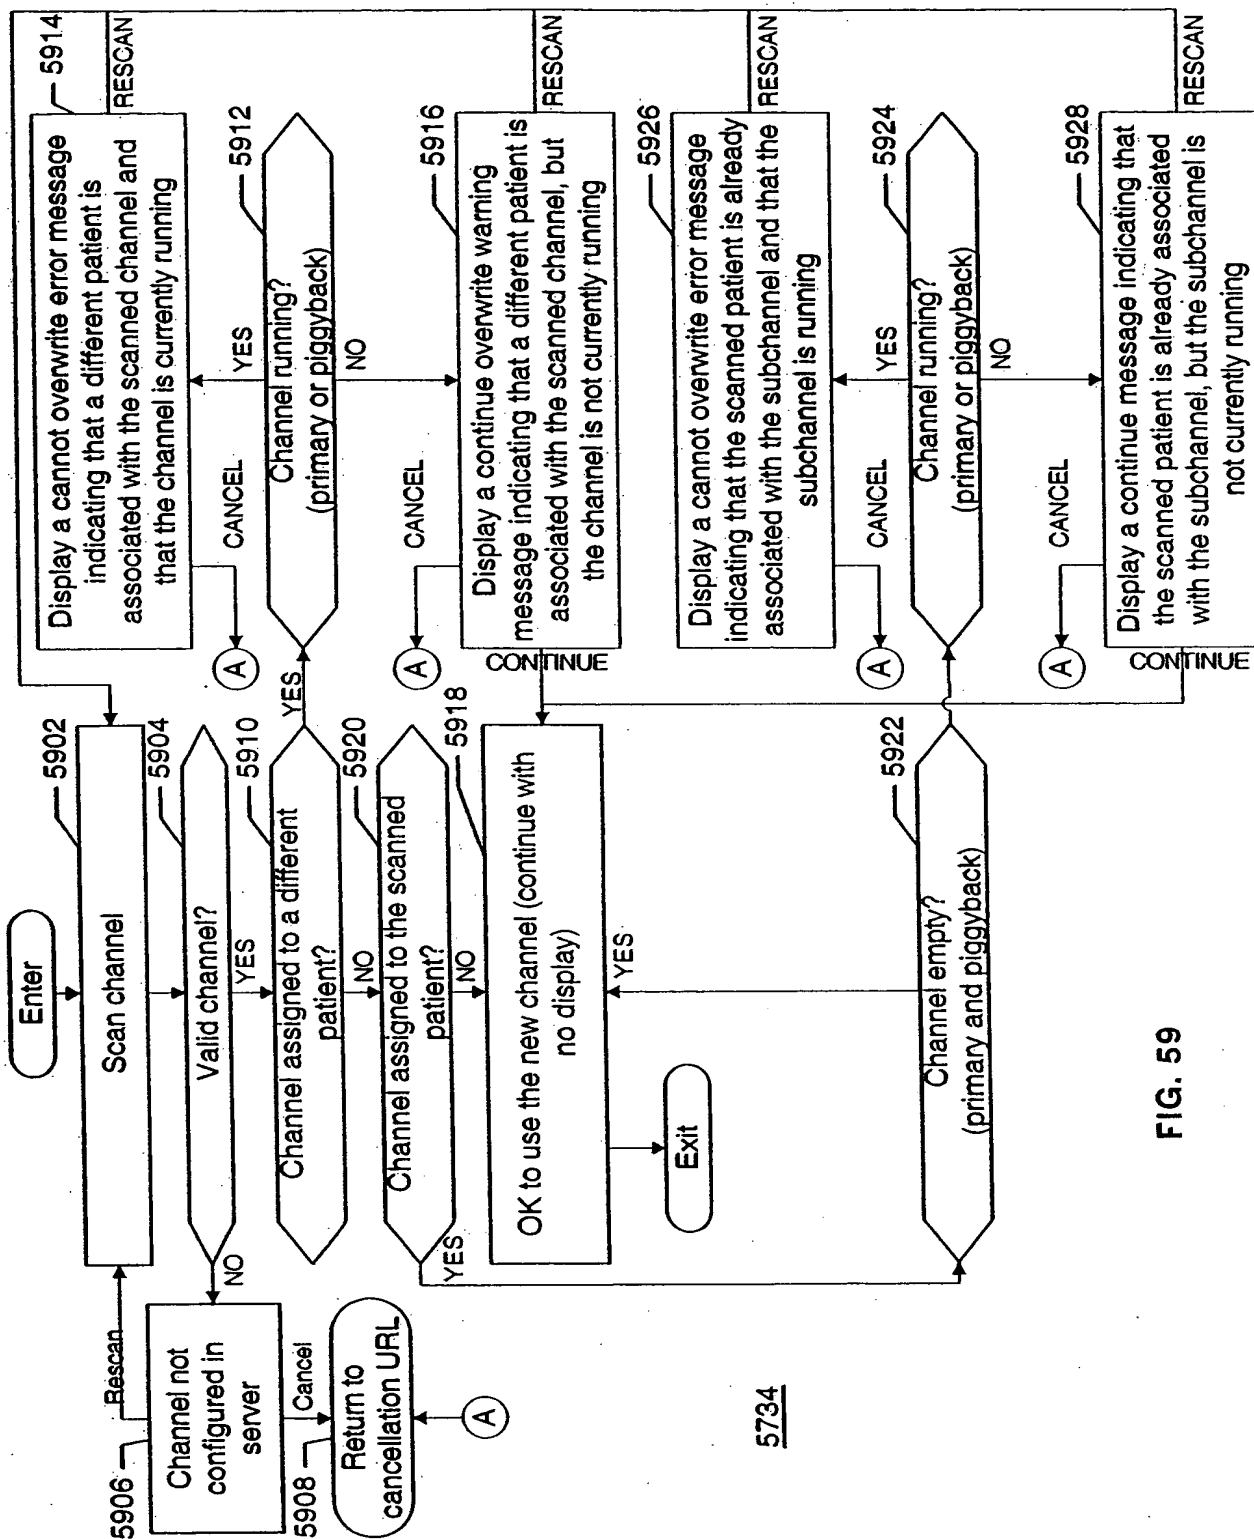 Enter
5902
Scan channel
5904
Valid channel?
NO
YES
Rescan
5906
Channel not
configured in
server
Cancel
5908
Return to
cancellation URL
A
5910
Channel assigned to a different
patient?
YES
NO
5920
Channel assigned to the scanned
patient?
YES
NO
5918
OK to use the new channel (continue with
no display)
Exit
YES
5922
Channel empty?
(primary and piggyback)
5914
Display a cannot overwrite error message
indicating that a different patient is
associated with the scanned channel and
that the channel is currently running
RESCAN
CANCEL
A
YES
5912
Channel running?
(primary or piggyback)
NO
5916
Display a continue overwrite warning
message indicating that a different patient is
associated with the scanned channel, but
the channel is not currently running
RESCAN
CANCEL
A
CONTINUE
5926
Display a cannot overwrite error message
indicating that the scanned patient is already
associated with the subchannel and that the
subchannel is running
RESCAN
CANCEL
A
YES
5924
Channel running?
(primary or piggyback)
NO
5928
Display a continue message indicating that
the scanned patient is already associated
with the subchannel, but the subchannel is
not currently running
RESCAN
CANCEL
A
CONTINUE
5734
FIG. 59